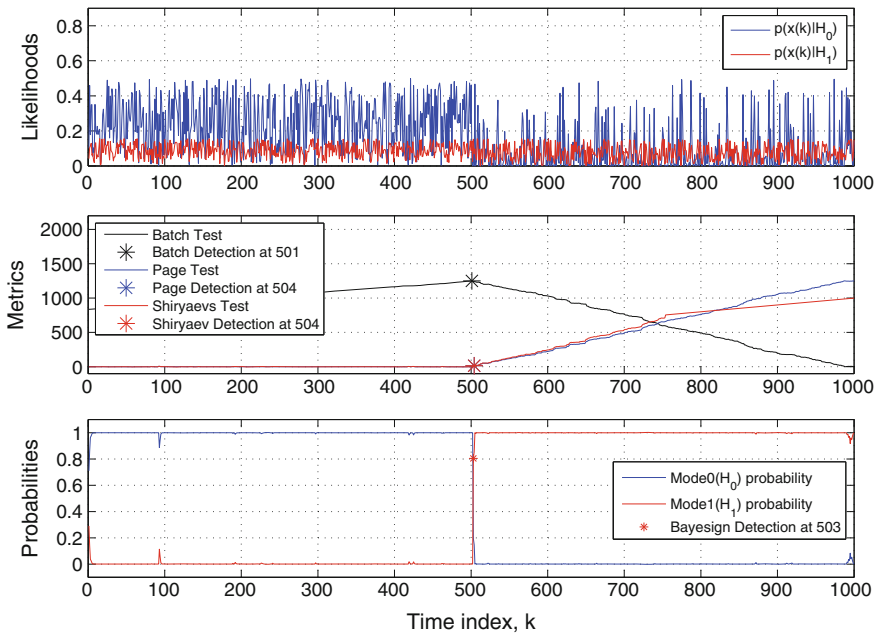 0.8
0.6
0.4
0.2
0
Likelihoods
p(x(k)|H_0)
p(x(k)|H_1)
0 100 200 300 400 500 600 700 800 900 1000
2000
1500
1000
500
0
Metrics
Batch Test
Batch Detection at 501
Page Test
Page Detection at 504
Shiryaevs Test
Shiryaev Detection at 504
0 100 200 300 400 500 600 700 800 900 1000
1
0.8
0.6
0.4
0.2
0
Probabilities
Mode0(H_0) probability
Mode1(H_1) probability
Bayesign Detection at 503
0 100 200 300 400 500 600 700 800 900 1000
Time index, k